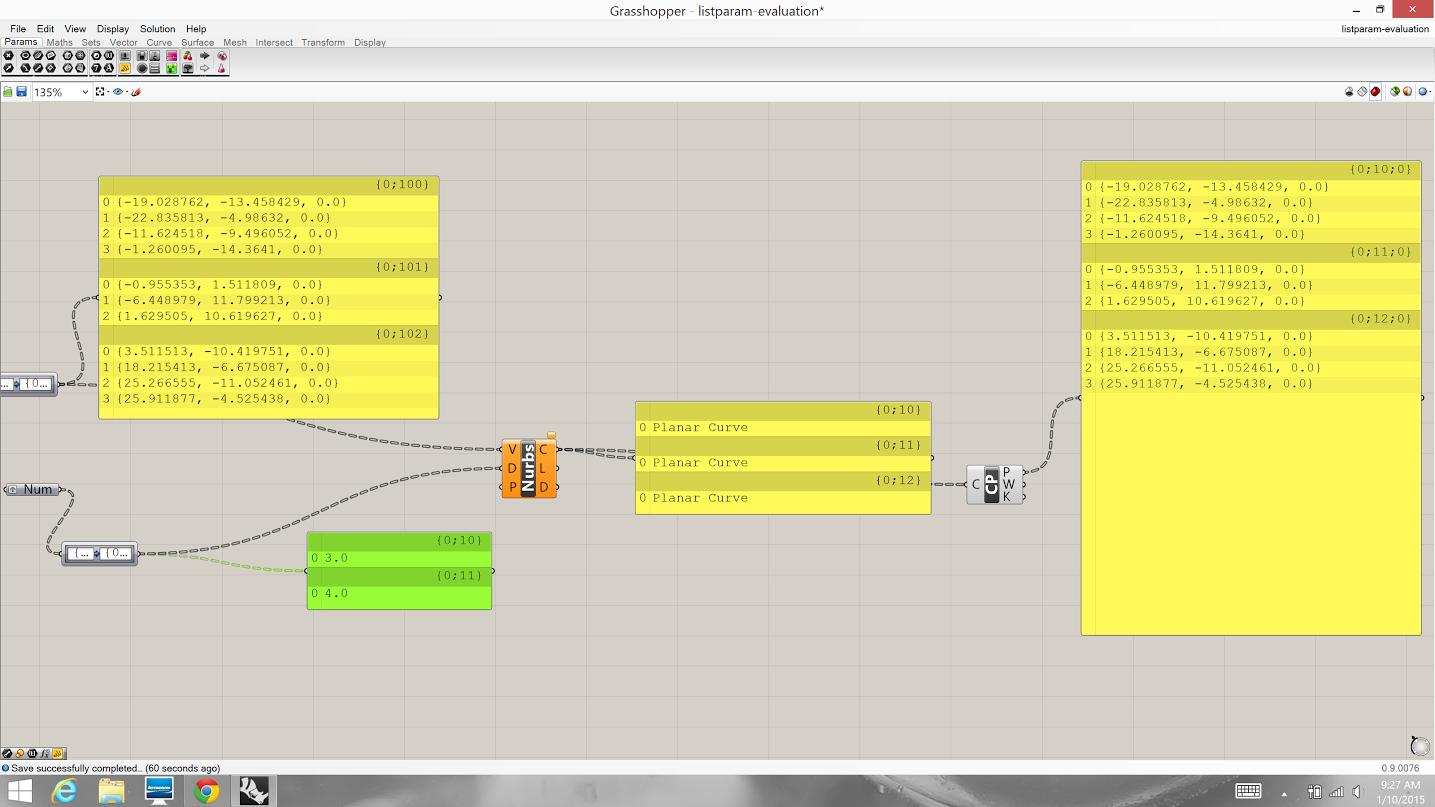 Grasshopper - listparam-evaluation*
File Edit View Display Solution Help
listparam-evaluation
Params Maths Sets Vector Curve Surface Mesh Intersect Transform Display
135%
{0;100}
0 {-19.028762, -13.458429, 0.0}
1 {-22.835813, -4.98632, 0.0}
2 {-11.624518, -9.496052, 0.0}
3 {-1.260095, -14.3641, 0.0}
{0;101}
0 {-0.955353, 1.511809, 0.0}
1 {-6.448979, 11.799213, 0.0}
2 {1.629505, 10.619627, 0.0}
{0;102}
0 {3.511513, -10.419751, 0.0}
1 {18.215413, -6.675087, 0.0}
2 {25.266555, -11.052461, 0.0}
3 {25.911877, -4.525438, 0.0}
... {0...
Num
{... {0...
{0;10}
0 3.0
{0;11}
0 4.0
V C
D L
P D
Nurbs
{0;10}
0 Planar Curve
{0;11}
0 Planar Curve
{0;12}
0 Planar Curve
C
CP
P
W
K
{0;10;0}
0 {-19.028762, -13.458429, 0.0}
1 {-22.835813, -4.98632, 0.0}
2 {-11.624518, -9.496052, 0.0}
3 {-1.260095, -14.3641, 0.0}
{0;11;0}
0 {-0.955353, 1.511809, 0.0}
1 {-6.448979, 11.799213, 0.0}
2 {1.629505, 10.619627, 0.0}
{0;12;0}
0 {3.511513, -10.419751, 0.0}
1 {18.215413, -6.675087, 0.0}
2 {25.266555, -11.052461, 0.0}
3 {25.911877, -4.525438, 0.0}
Save successfully completed... (60 seconds ago)
0.9.0076
lenovo
9:27 AM
1/10/2015